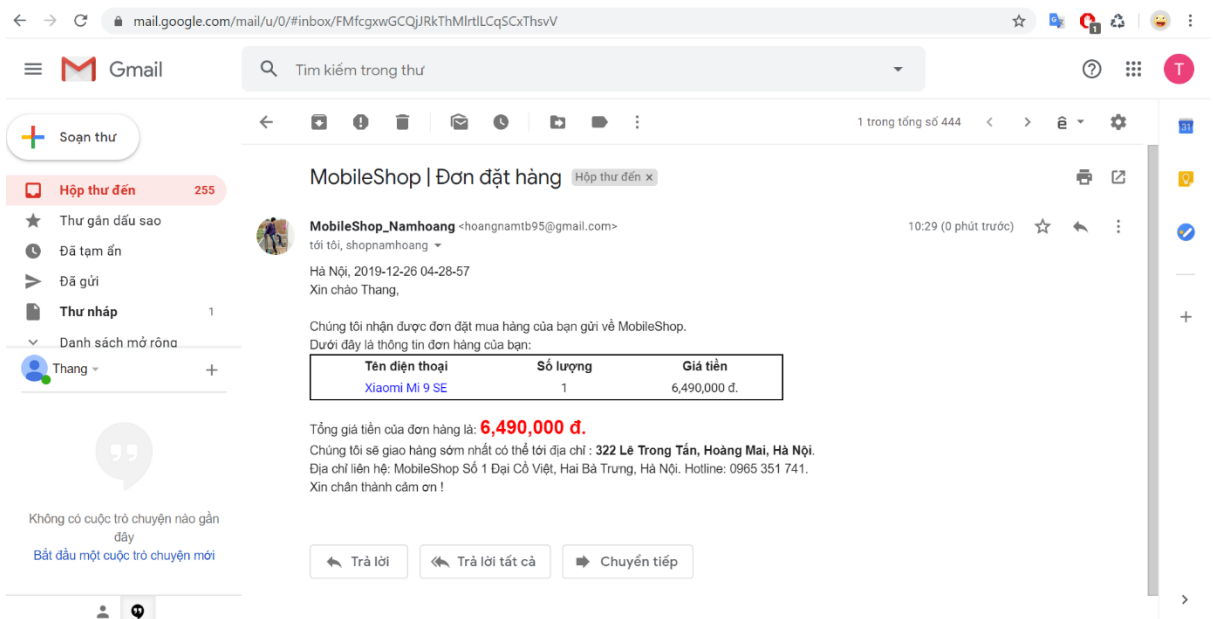 mail.google.com/mail/u/0/#inbox/FMfcgxwGCQjJRkThMlrtlLCqSCxThsvV
1
Gmail
Tìm kiếm trong thư
T
Soạn thư
1 trong tổng số 444
ê
31
Hộp thư đến 255
Thư gắn dấu sao
Đã tạm ẩn
Đã gửi
Thư nháp 1
Danh sách mở rộng
Thang
Không có cuộc trò chuyện nào gần
đây
Bắt đầu một cuộc trò chuyện mới
MobileShop | Đơn đặt hàng Hộp thư đến x
MobileShop_Namhoang <hoangnamtb95@gmail.com> 10:29 (0 phút trước)
tới tôi, shopnamhoang
Hà Nội, 2019-12-26 04-28-57
Xin chào Thang,
Chúng tôi nhận được đơn đặt mua hàng của bạn gửi về MobileShop.
Dưới đây là thông tin đơn hàng của bạn:
Tên điện thoại Số lượng Giá tiền
Xiaomi Mi 9 SE 1 6,490,000 đ.
Tổng giá tiền của đơn hàng là: 6,490,000 đ.
Chúng tôi sẽ giao hàng sớm nhất có thể tới địa chỉ : 322 Lê Trong Tấn, Hoàng Mai, Hà Nội.
Địa chỉ liên hệ: MobileShop Số 1 Đại Cồ Việt, Hai Bà Trưng, Hà Nội. Hotline: 0965 351 741.
Xin chân thành cảm ơn !
Trả lời Trả lời tất cả Chuyển tiếp